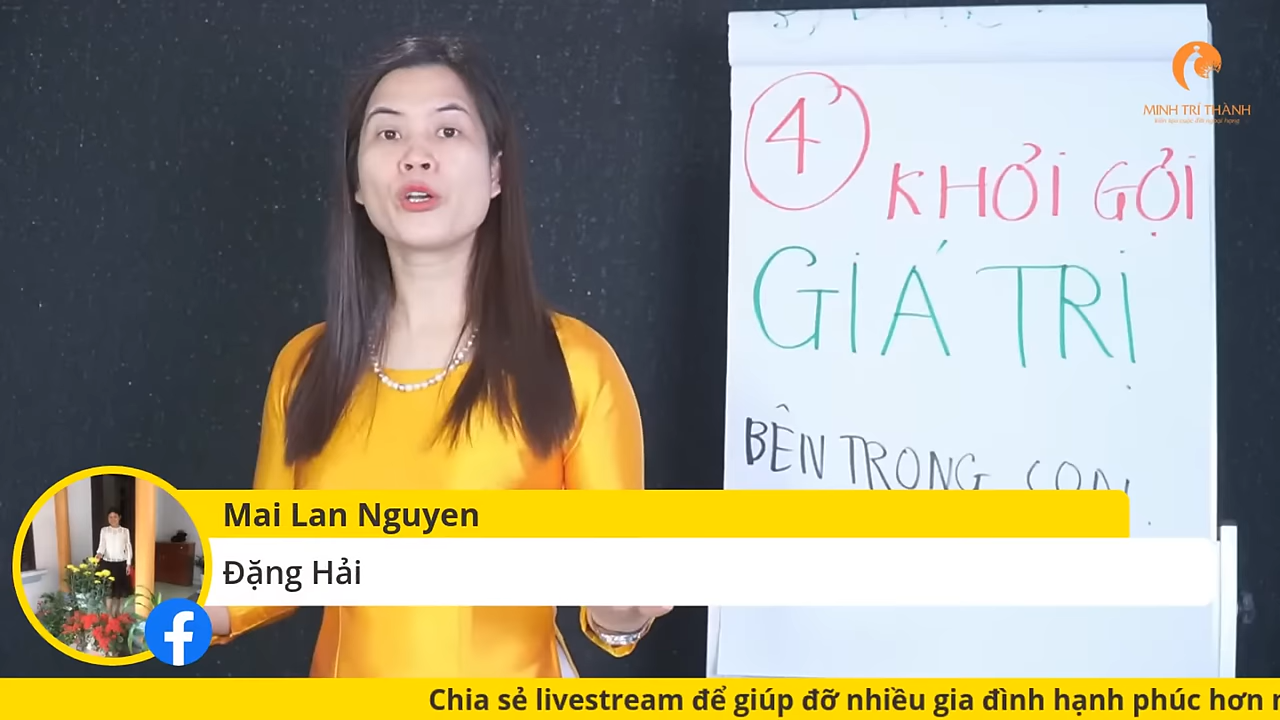 MINH TRÍ THÀNH
4
KHƠI GỢI
GIÁ TRỊ
BÊN TRONG CON
Mai Lan Nguyen
Đặng Hải
Chia sẻ livestream để giúp đỡ nhiều gia đình hạnh phúc hơn